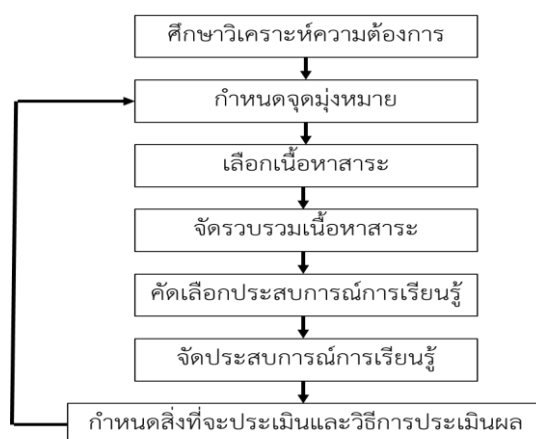 ศึกษาวิเคราะห์ความต้องการ
กำหนดจุดมุ่งหมาย
เลือกเนื้อหาสาระ
จัดรวบรวมเนื้อหาสาระ
คัดเลือกประสบการณ์การเรียนรู้
จัดประสบการณ์การเรียนรู้
กำหนดสิ่งที่จะประเมินและวิธีการประเมินผล